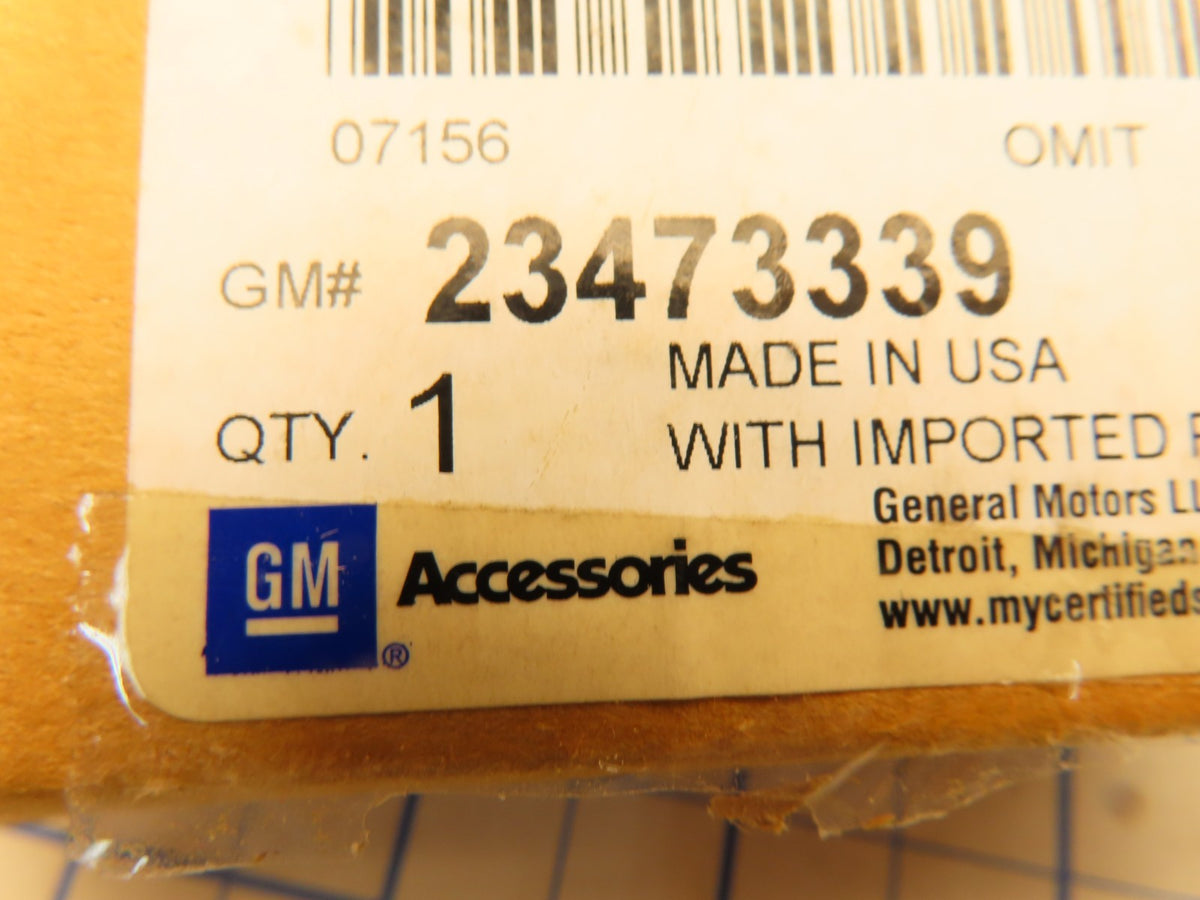 07156 OMIT
GM# 23473339
MADE IN USA
QTY. 1 WITH IMPORTED
General Motors
Detroit, Michigan
GM Accessories
®
www.mycertifieds